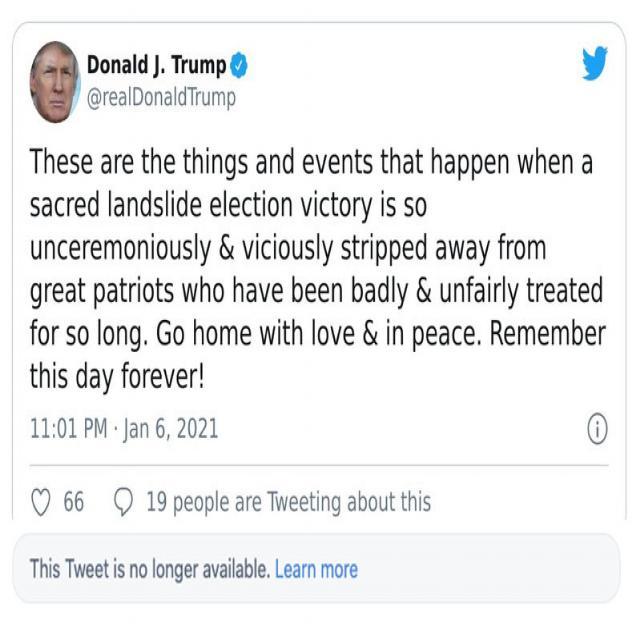 Donald J. Trump
@realDonaldTrump
These are the things and events that happen when a
sacred landslide election victory is so
unceremoniously & viciously stripped away from
great patriots who have been badly & unfairly treated
for so long. Go home with love & in peace. Remember
this day forever!
11:01 PM · Jan 6, 2021
66 19 people are Tweeting about this
This Tweet is no longer available. Learn more